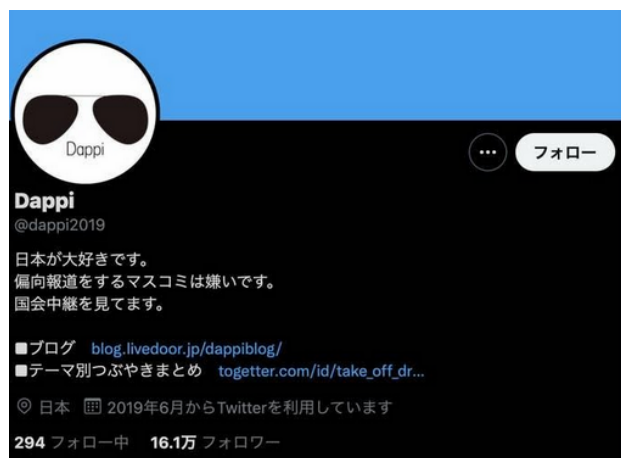 Dappi
フォロー
Dappi
@dappi2019
日本が大好きです。
偏向報道をするマスコミは嫌いです。
国会中継を見てます。
■ブログ blog.livedoor.jp/dappiblog/
■テーマ別つぶやきまとめ togetter.com/id/take_off_dr...
日本 2019年6月からTwitterを利用しています
294 フォロー中 16.1万 フォロワー